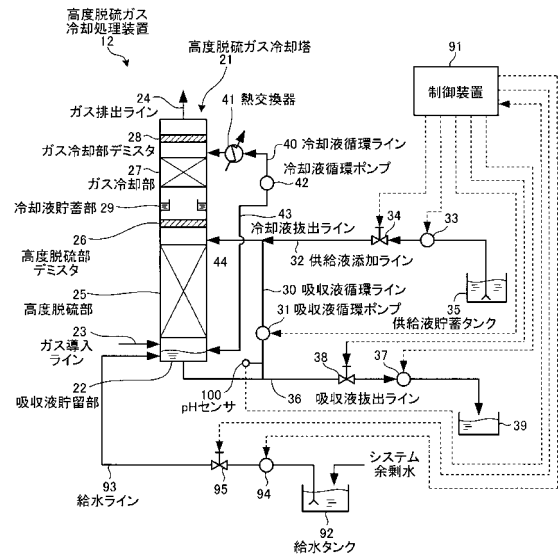 高度脱硫ガス
冷却処理装置
12
高度脱硫ガス冷却塔
21
24
ガス排出ライン
41 熱交換器
91
制御装置
28
ガス冷却部デミスタ
40 冷却液循環ライン
冷却液循環ポンプ
42
27
ガス冷却部
冷却液貯蓄部 29
43
冷却液抜出ライン
34
33
26
高度脱硫部
デミスタ
44
32 供給液添加ライン
30 吸収液循環ライン
31 吸収液循環ポンプ
35
供給液貯蓄タンク
25
高度脱硫部
23
ガス導入
ライン
38
37
22
吸収液貯留部
100
pHセンサ
36
吸収液抜出ライン
39
システム
余剰水
93
給水ライン
95
94
92
給水タンク